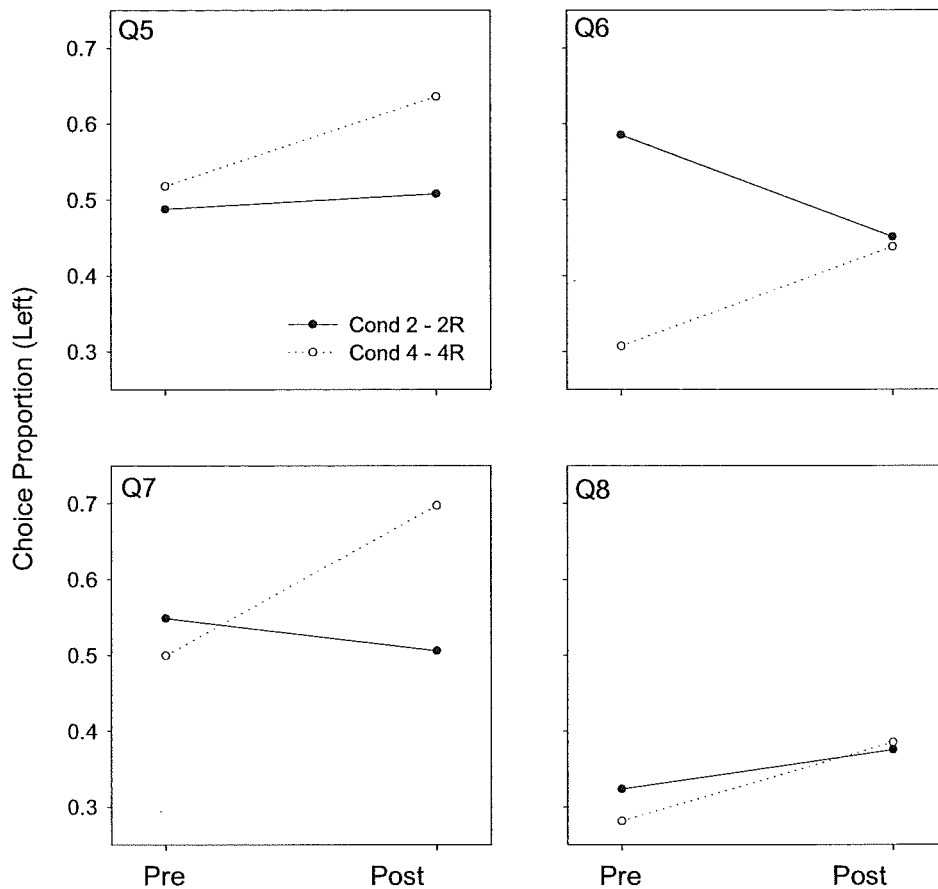 Q5
Q6
0.7
0.6
0.5
0.4
0.3
Cond 2 - 2R
Cond 4 - 4R
Choice Proportion (Left)
Q7
Q8
0.7
0.6
0.5
0.4
0.3
Pre
Post
Pre
Post